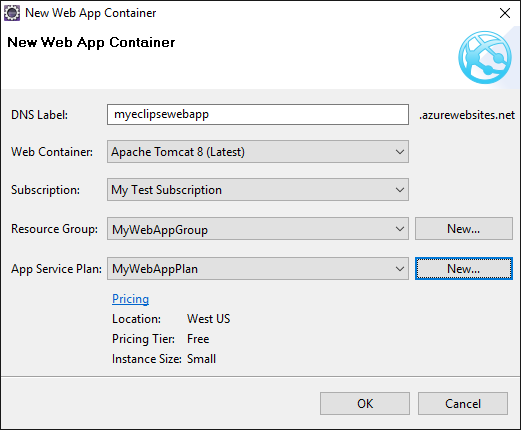 New Web App Container
New Web App Container
DNS Label: myeclipsewebapp .azurewebsites.net
Web Container: Apache Tomcat 8 (Latest)
Subscription: My Test Subscription
Resource Group: MyWebAppGroup New...
App Service Plan: MyWebAppPlan New...
Pricing
Location: West US
Pricing Tier: Free
Instance Size: Small
OK Cancel